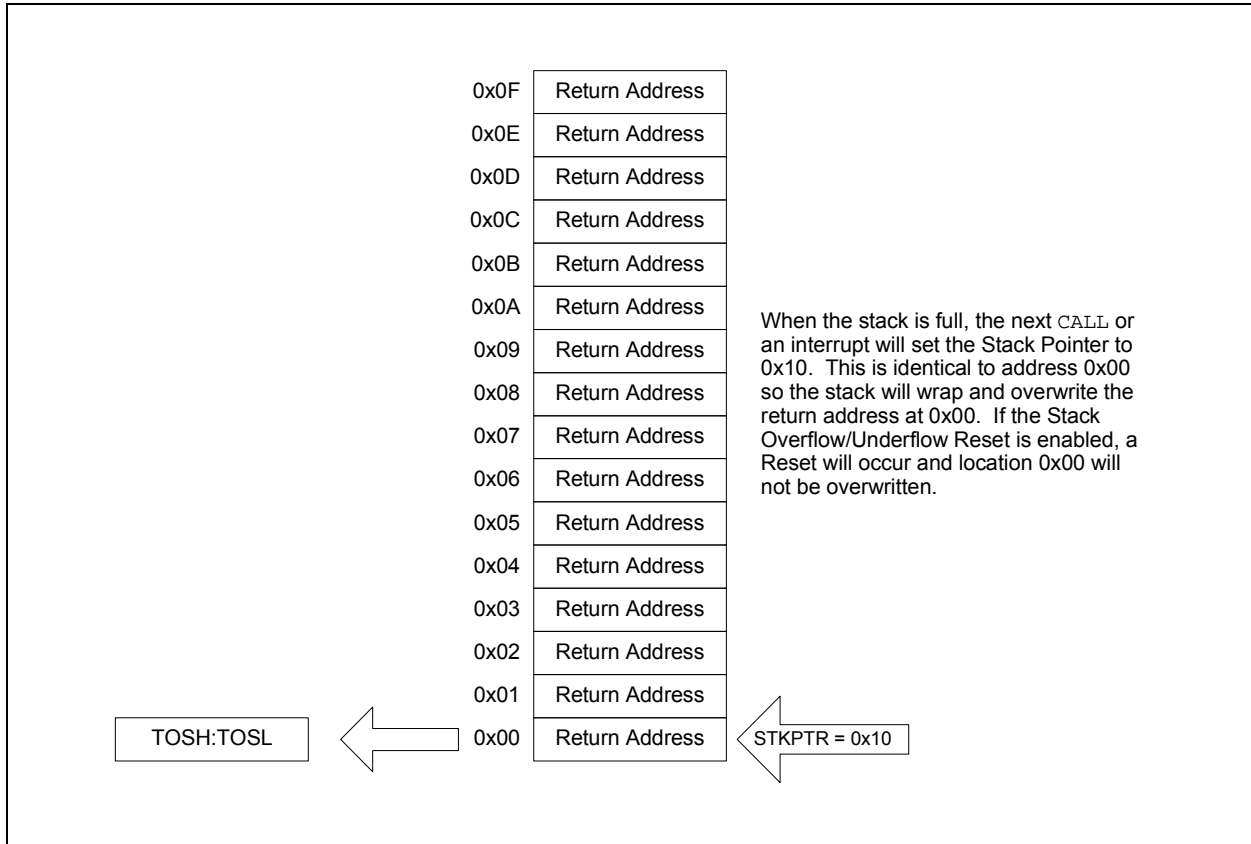 0x0F Return Address
0x0E Return Address
0x0D Return Address
0x0C Return Address
0x0B Return Address
0x0A Return Address
0x09 Return Address
0x08 Return Address
0x07 Return Address
0x06 Return Address
0x05 Return Address
0x04 Return Address
0x03 Return Address
0x02 Return Address
0x01 Return Address
TOSH:TOSL 0x00 Return Address STKPTR = 0x10
When the stack is full, the next CALL or
an interrupt will set the Stack Pointer to
0x10. This is identical to address 0x00
so the stack will wrap and overwrite the
return address at 0x00. If the Stack
Overflow/Underflow Reset is enabled, a
Reset will occur and location 0x00 will
not be overwritten.